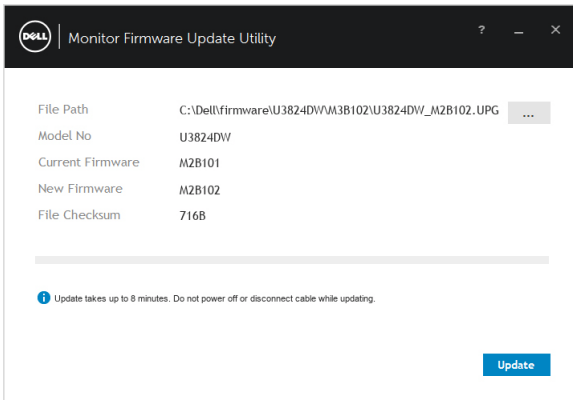 DELL Monitor Firmware Update Utility ?
File Path C:\Dell\firmware\U3824DW\M3B102\U3824DW_M2B102.UPG ...
Model No U3824DW
Current Firmware M2B101
New Firmware M2B102
File Checksum 716B
Update takes up to 8 minutes. Do not power off or disconnect cable while updating.
Update